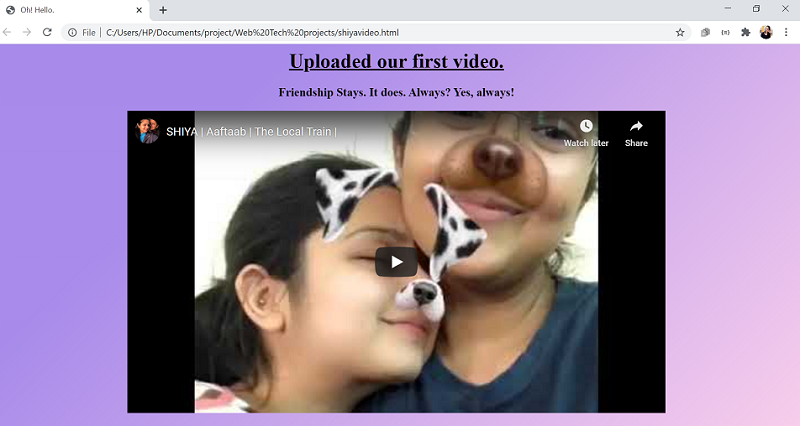 Oh! Hello.
File | C:/Users/HP/Documents/project/Web%20Tech%20projects/shiyavideo.html
Uploaded our first video.
Friendship Stays. It does. Always? Yes, always!
SHIYA | Aaftaab | The Local Train |
Watch later
Share